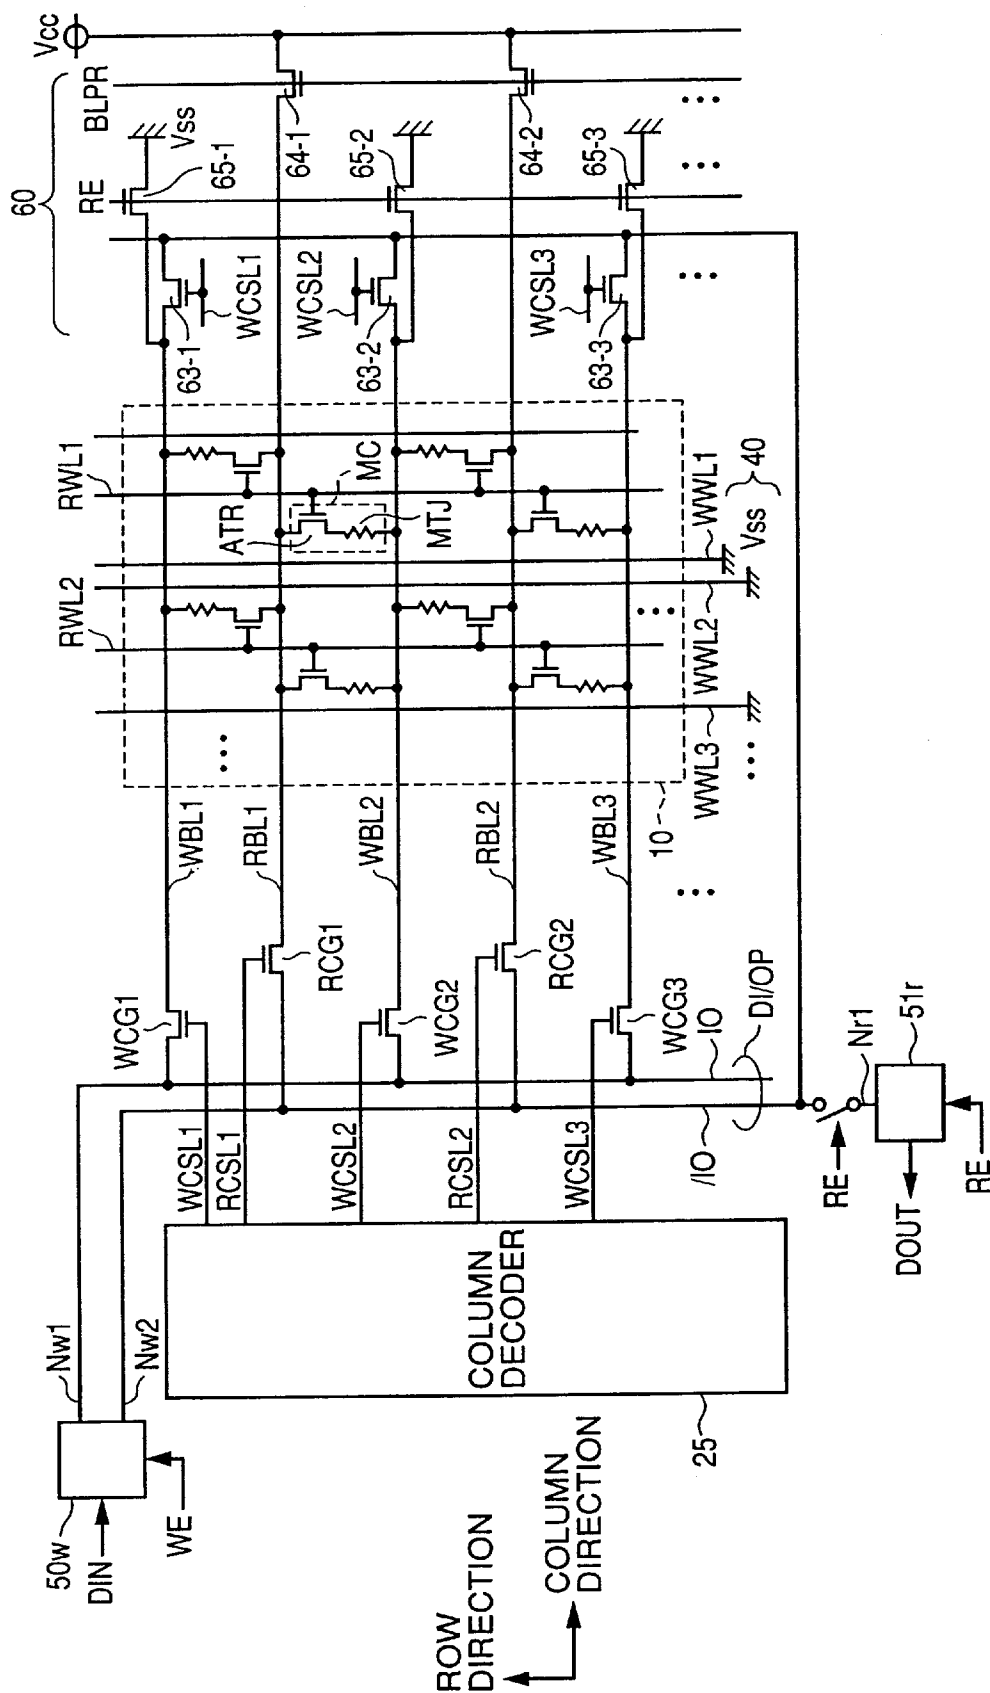 50w
DIN
WE
Nw1
Nw2
ROW
DIRECTION
COLUMN
DIRECTION
25
COLUMN
DECODER
WCSL1
RCSL1
WCSL2
RCSL2
WCSL3
/IO
IO
DI/OP
RE
Nr1
51r
DOUT
RE
WCG1
RCG1
WCG2
RCG2
WCG3
WBL1
RBL1
WBL2
RBL2
WBL3
10
RWL2
RWL1
ATR
MC
MTJ
WWL3
WWL2
WWL1
Vss
40
60
63-1
WCSL1
WCSL2
63-2
WCSL3
63-3
RE
Vss
65-1
65-2
65-3
BLPR
64-1
64-2
Vcc